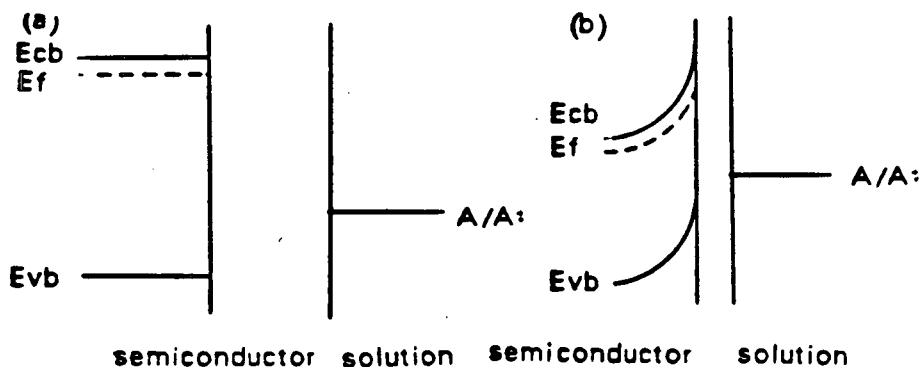 (a)
Ecb
Ef
Evb
A/A:
semiconductor solution
(b)
Ecb
Ef
Evb
A/A:
semiconductor solution